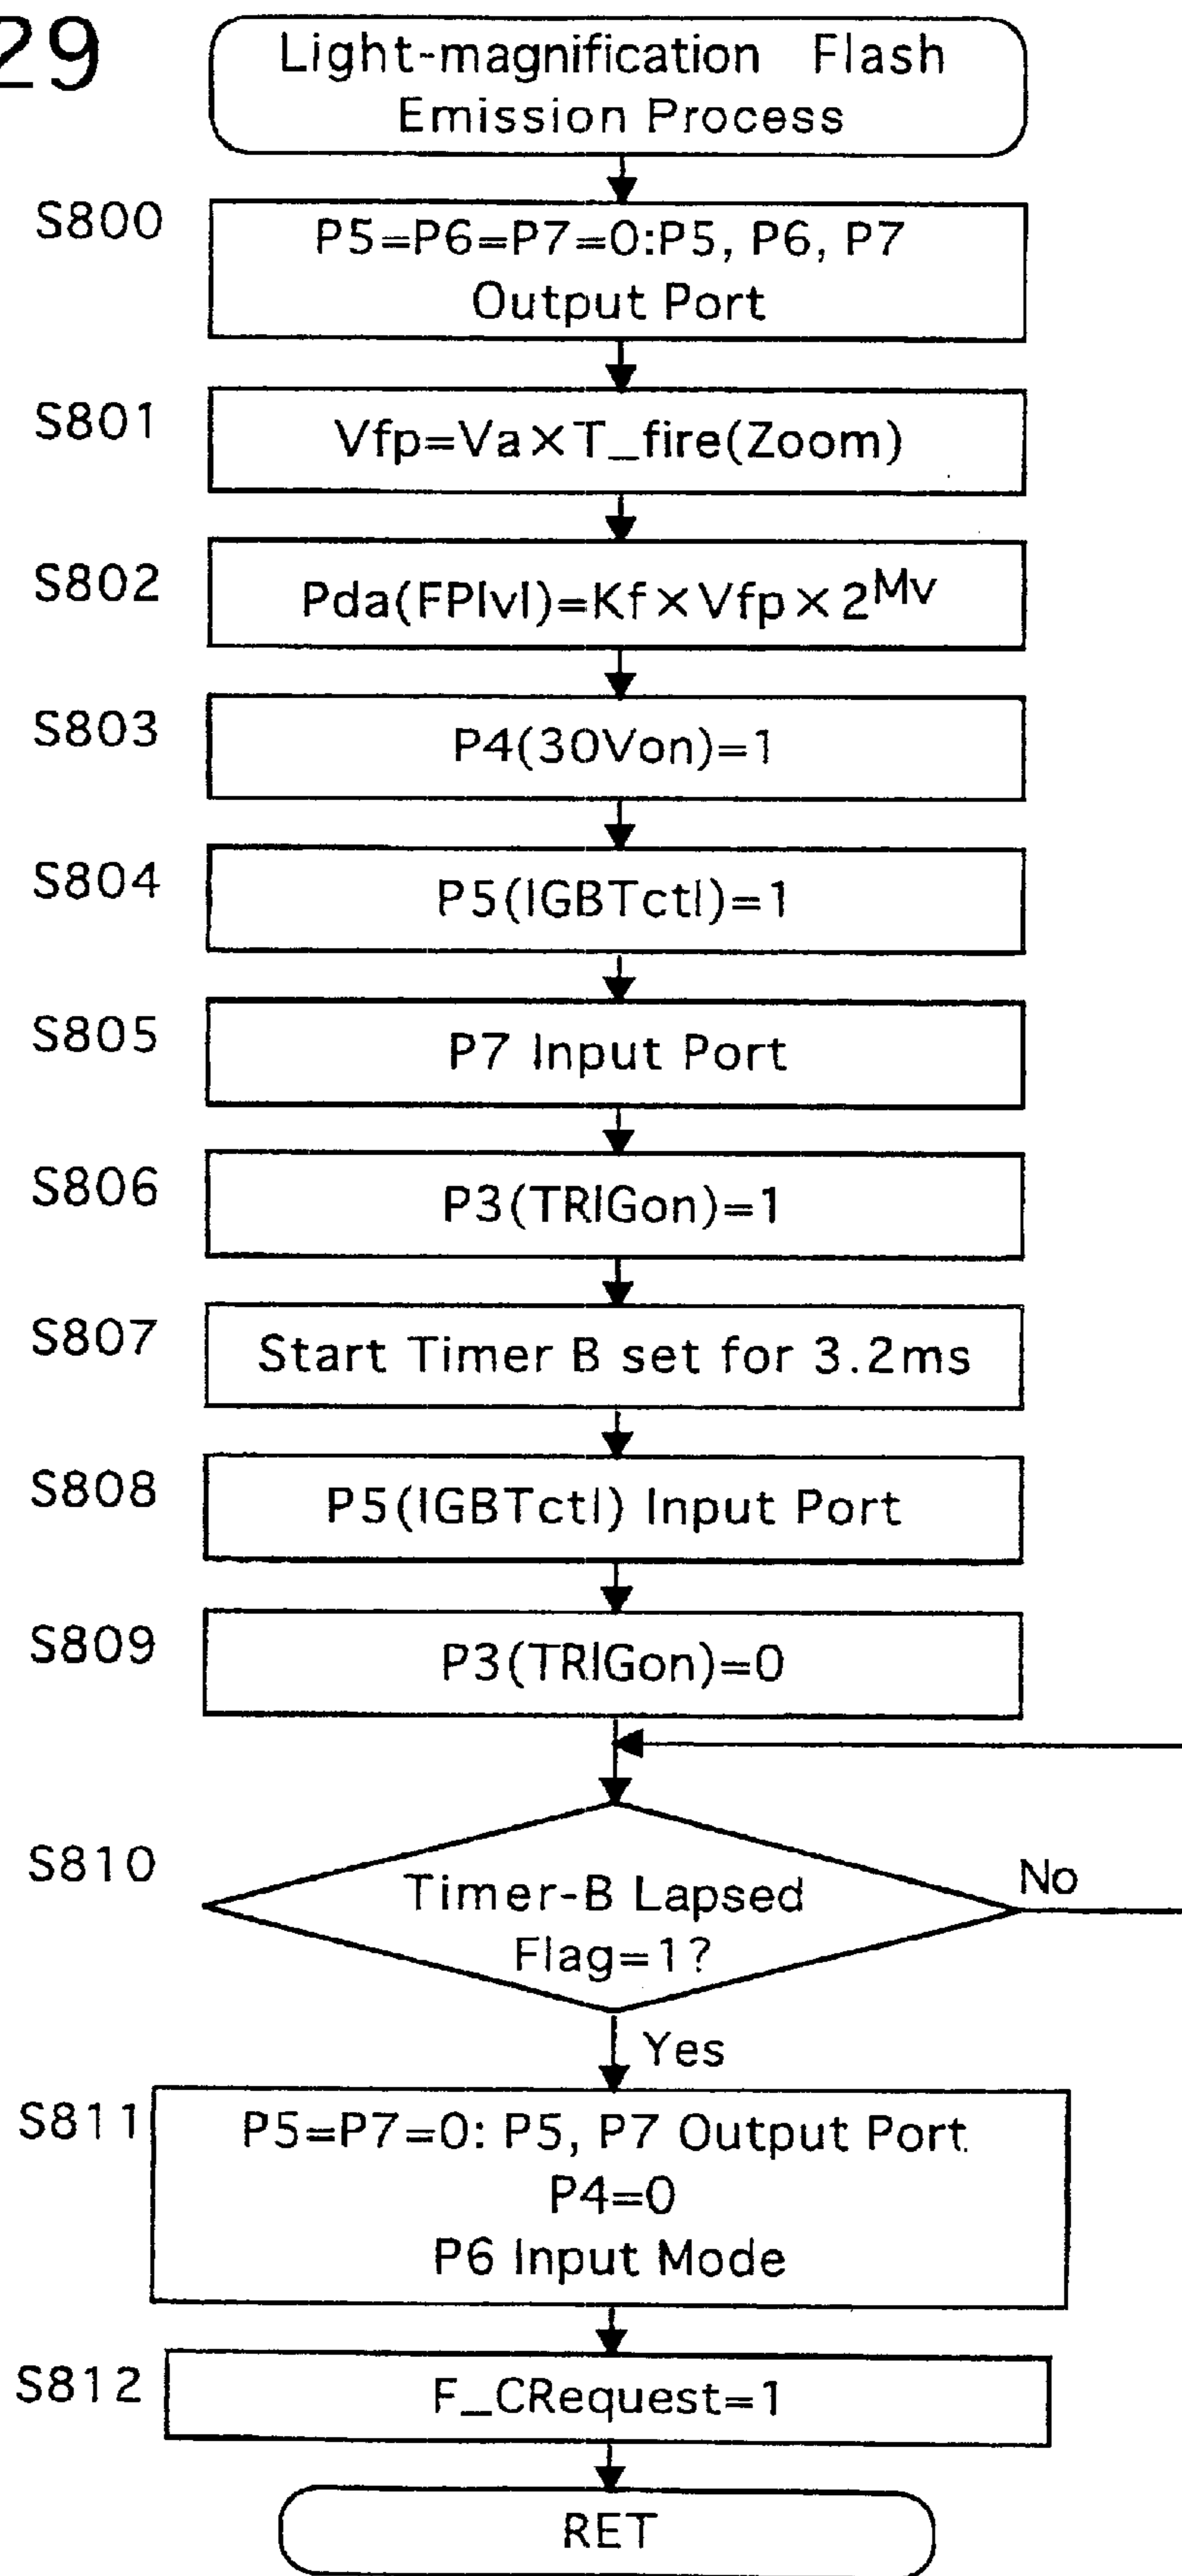 29
Light-magnification Flash
Emission Process
S800
P5=P6=P7=0:P5, P6, P7
Output Port
S801
Vfp=Va×T_fire(Zoom)
S802
Pda(FPlvl)=Kf×Vfp×2^Mv
S803
P4(30Von)=1
S804
P5(IGBTctl)=1
S805
P7 Input Port
S806
P3(TRIGon)=1
S807
Start Timer B set for 3.2ms
S808
P5(IGBTctl) Input Port
S809
P3(TRIGon)=0
S810
Timer-B Lapsed
Flag=1?
No
Yes
S811
P5=P7=0: P5, P7 Output Port
P4=0
P6 Input Mode
S812
F_CRequest=1
RET